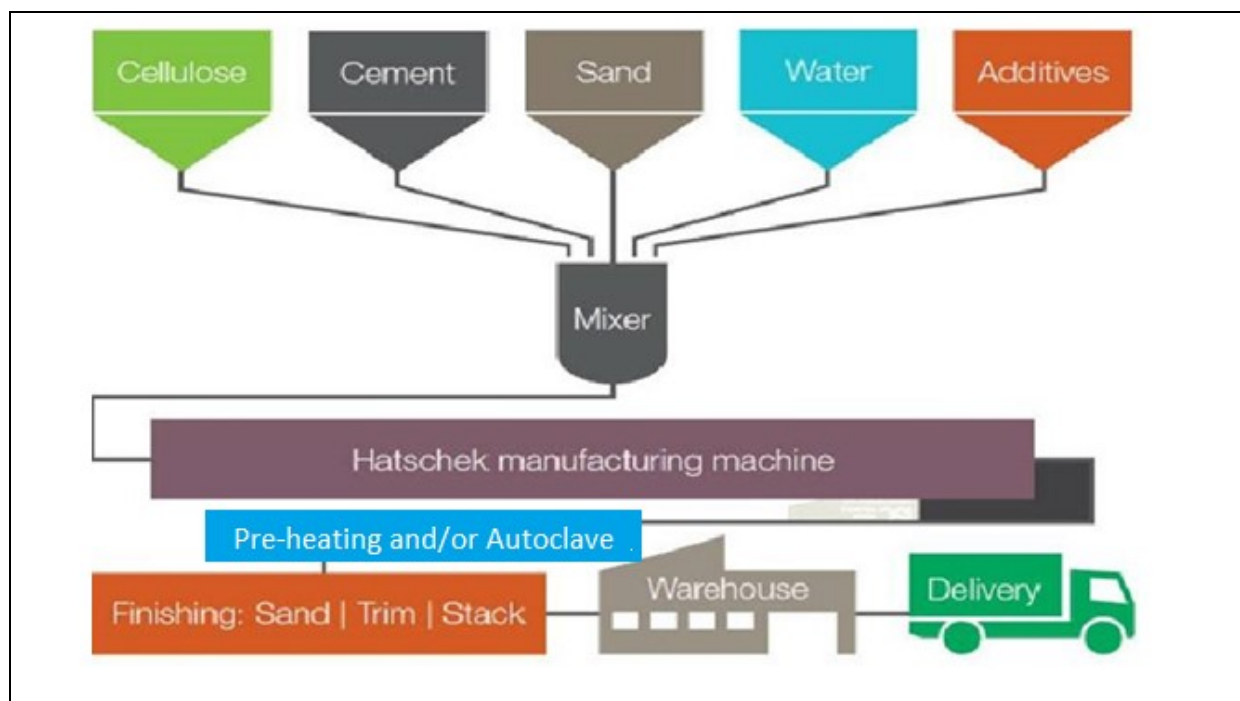 Cellulose
Cement
Sand
Water
Additives
Mixer
Hatschek manufacturing machine
Pre-heating and/or Autoclave
Finishing: Sand | Trim | Stack
Warehouse
Delivery